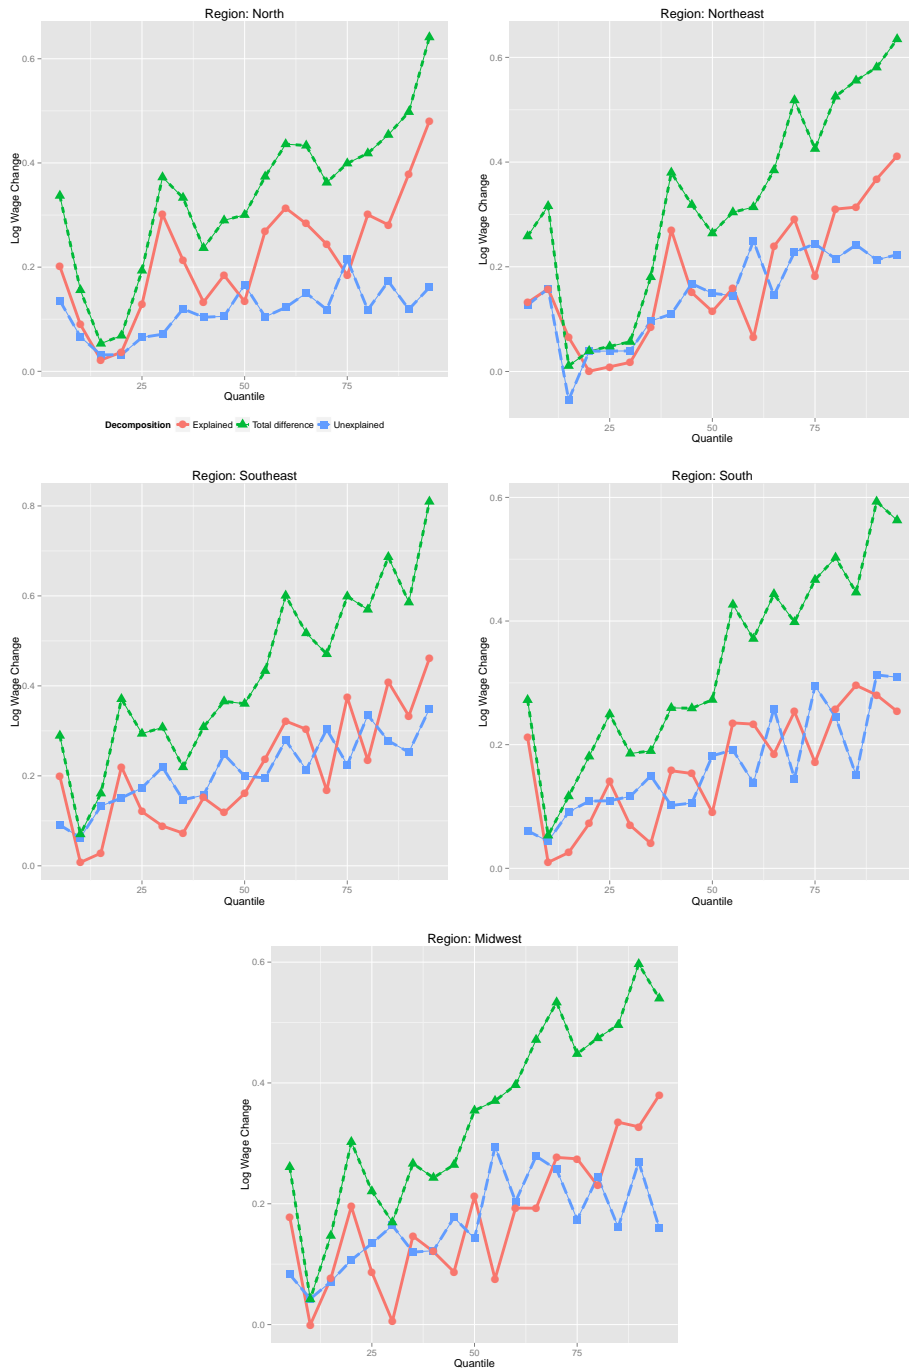 Region: North
Log Wage Change
0.6
0.4
0.2
0.0
25
50
75
Quantile
Decomposition Explained Total difference Unexplained
Region: Northeast
Log Wage Change
0.6
0.4
0.2
0.0
25
50
75
Quantile
Region: Southeast
Log Wage Change
0.8
0.6
0.4
0.2
0.0
25
50
75
Quantile
Region: South
Log Wage Change
0.6
0.4
0.2
0.0
25
50
75
Quantile
Region: Midwest
Log Wage Change
0.6
0.4
0.2
0.0
25
50
75
Quantile